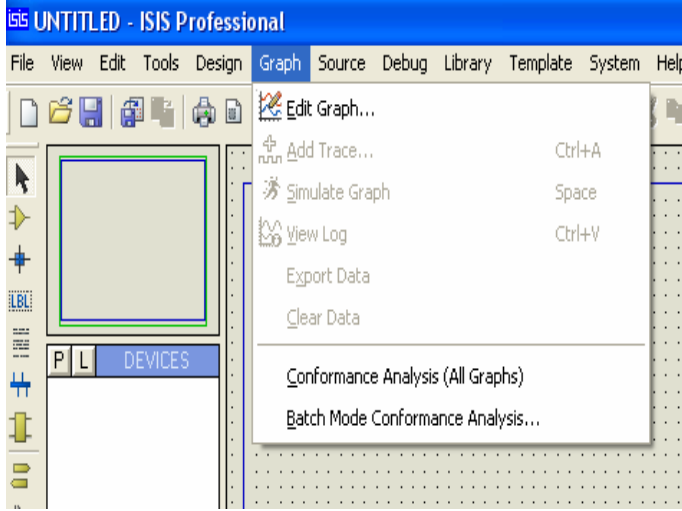 isis UNTITLED - ISIS Professional
File View Edit Tools Design Graph Source Debug Library Template System Help
Edit Graph...
Add Trace... Ctrl+A
Simulate Graph Space
View Log Ctrl+V
Export Data
Clear Data
LBL
P L DEVICES
Conformance Analysis (All Graphs)
Batch Mode Conformance Analysis...